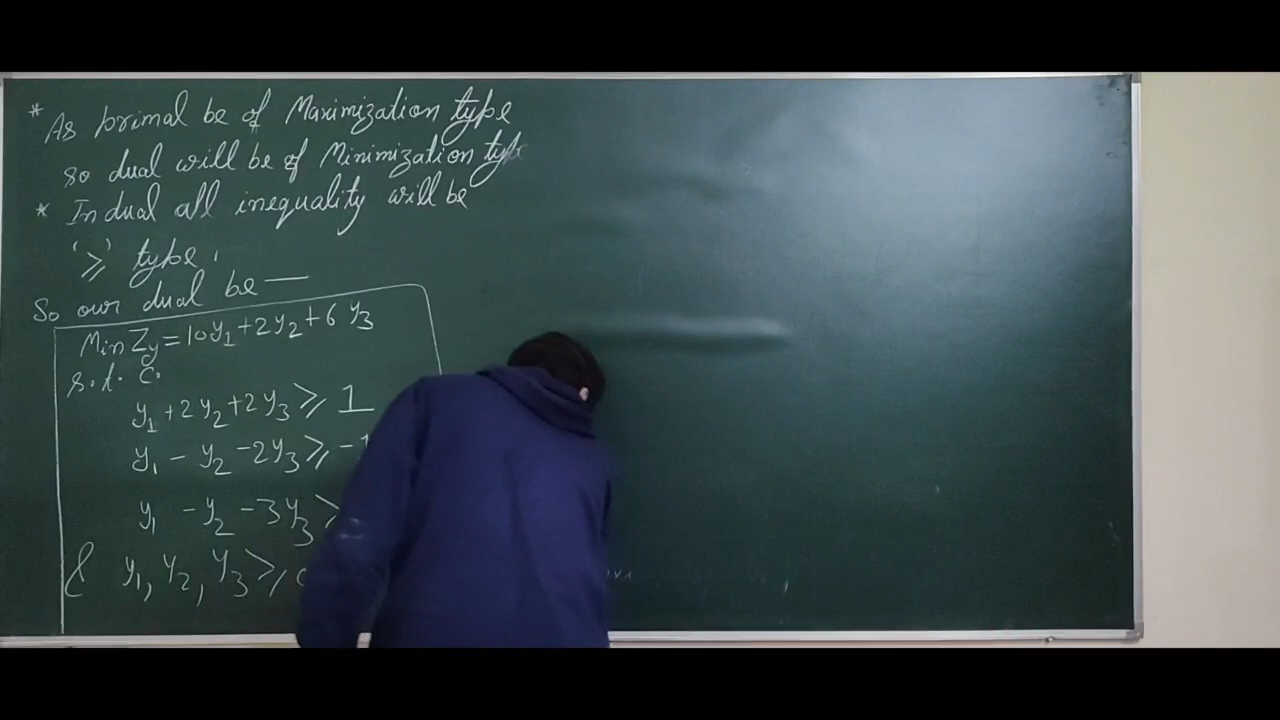 * As primal be of Maximization type
so dual will be of Minimization type
* In dual all inequality will be
'≥' type.
So our dual be —
Min Zy = 10y₁ + 2y₂ + 6y₃
s.t.c.
y₁ + 2y₂ + 2y₃ ≥ 1
y₁ - y₂ - 2y₃ ≥ -1
y₁ - y₂ - 3y₃ ≥
& y₁, y₂, y₃ ≥ 0